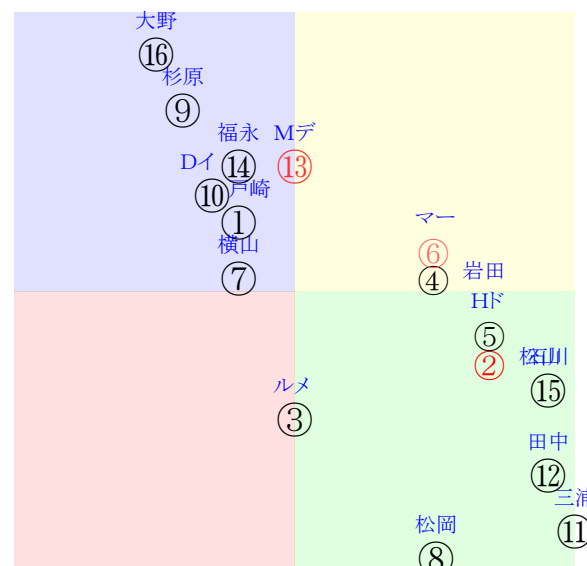 大野
⑯
杉原
⑨
福永 Mデ
⑭ ⑬
Dイ
⑩
戸崎
①
マー
横山
⑥
⑦ ④
岩田
Hド
⑤
②
石川
ルメ
⑮
③
田中
⑫
三浦
松岡
⑪
⑧